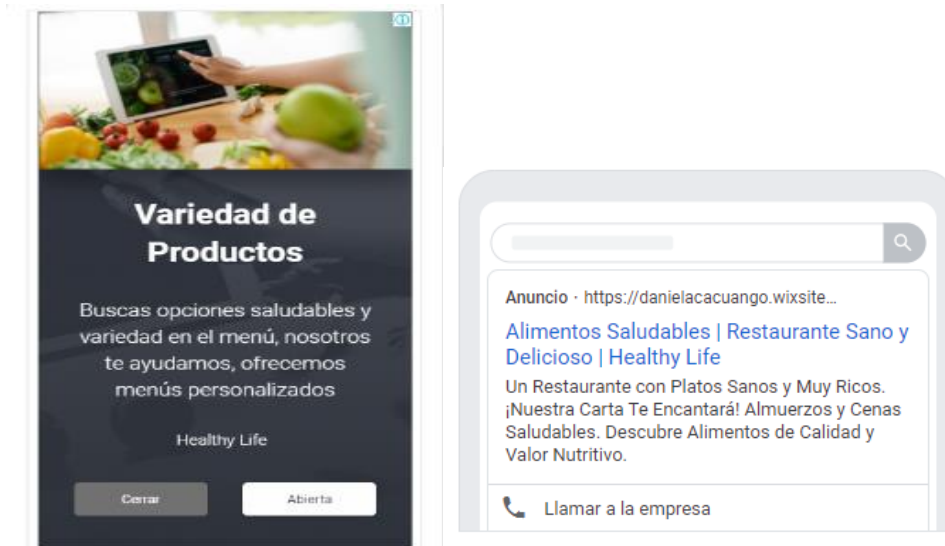 Variedad de
Productos
Buscas opciones saludables y
variedad en el menú, nosotros
te ayudamos, ofrecemos
menús personalizados
Healthy Life
Cerrar
Abierta
Anuncio · https://danielacacuango.wixsite...
Alimentos Saludables | Restaurante Sano y
Delicioso | Healthy Life
Un Restaurante con Platos Sanos y Muy Ricos.
¡Nuestra Carta Te Encantará! Almuerzos y Cenas
Saludables. Descubre Alimentos de Calidad y
Valor Nutritivo.
Llamar a la empresa